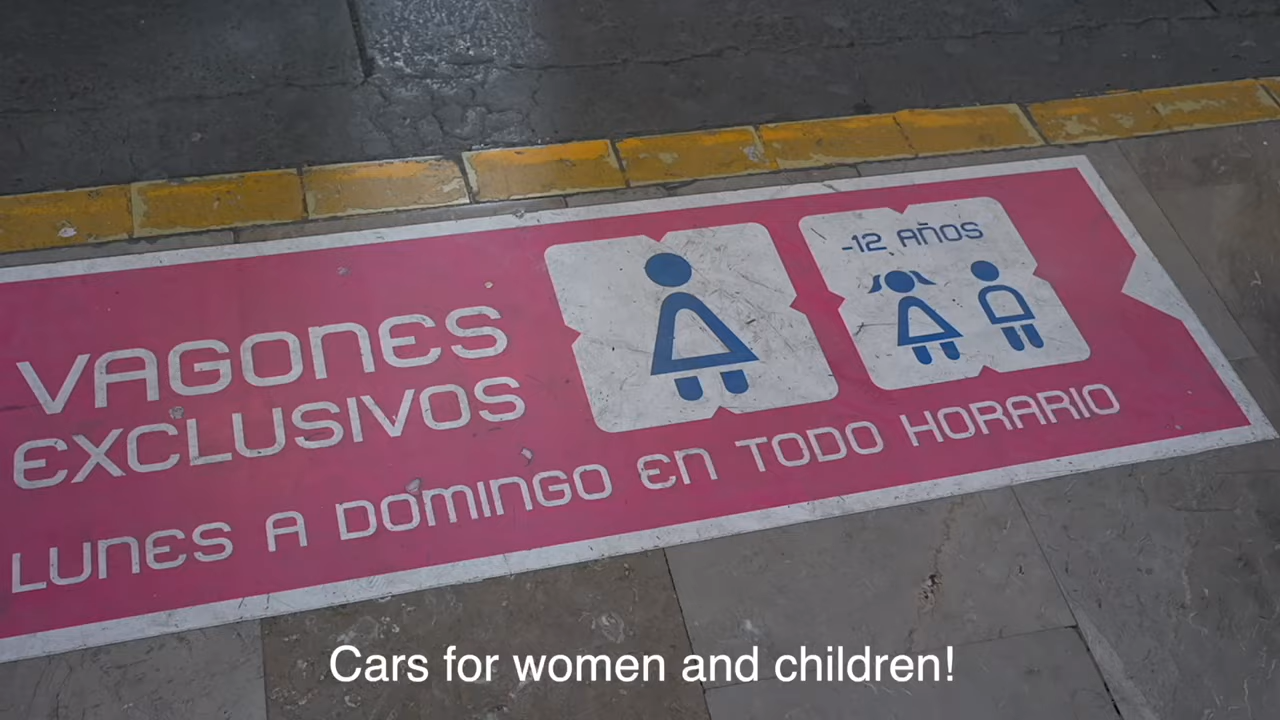 -12 AÑOS
VAGONES
EXCLUSIVOS
LUNES A DOMINGO EN TODO HORARIO
Cars for women and children!